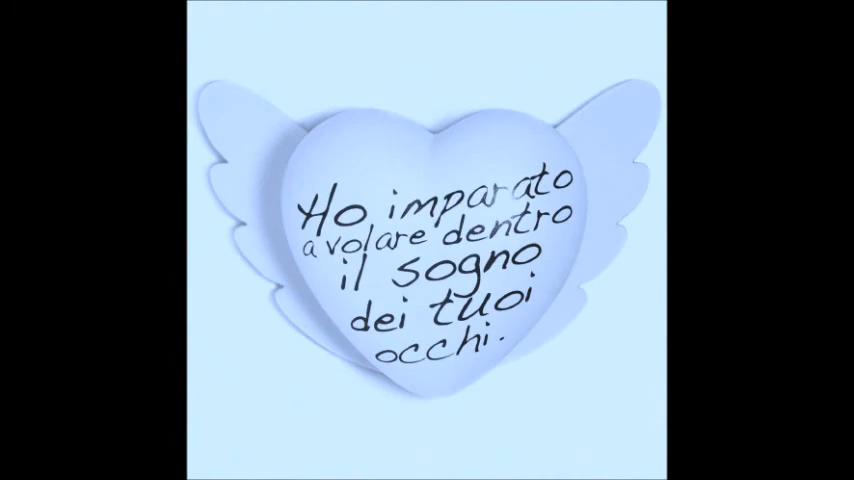 Ho imparato
a volare dentro
il sogno
dei tuoi
occhi.